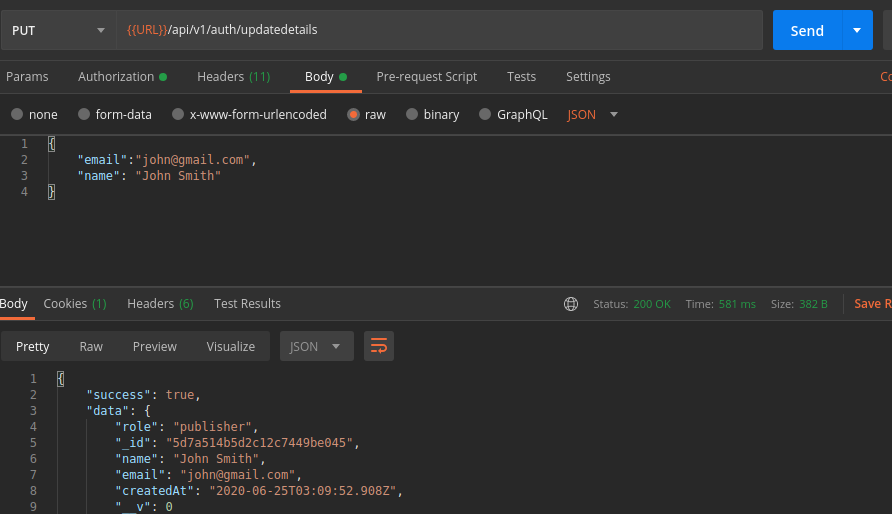 PUT {{URL}}/api/v1/auth/updatedetails Send
Params Authorization Headers (11) Body Pre-request Script Tests Settings
none form-data x-www-form-urlencoded raw binary GraphQL JSON
1 {
2 "email":"john@gmail.com",
3 "name": "John Smith"
4 }
Body Cookies (1) Headers (6) Test Results Status: 200 OK Time: 581 ms Size: 382 B Save R
Pretty Raw Preview Visualize JSON
1 {
2 "success": true,
3 "data": {
4 "role": "publisher",
5 "_id": "5d7a514b5d2c12c7449be045",
6 "name": "John Smith",
7 "email": "john@gmail.com",
8 "createdAt": "2020-06-25T03:09:52.908Z",
9 "__v": 0